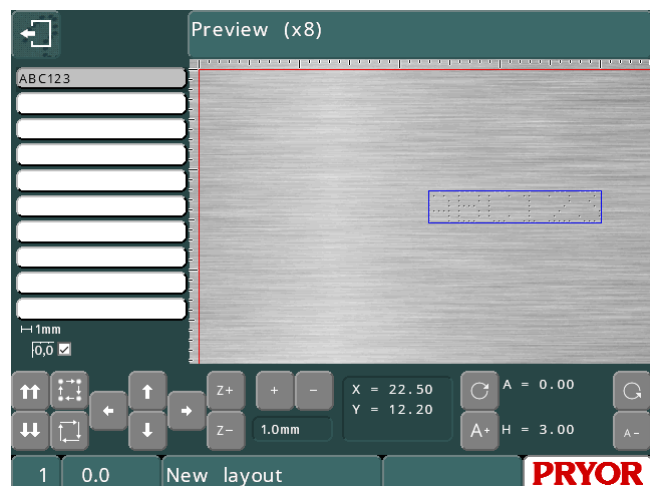 Preview (x8)
ABC123
ABC123
1mm
0,0
Z+
+
-
X = 22.50
Y = 12.20
A = 0.00
Z-
1.0mm
A+
H = 3.00
A-
1
0.0
New layout
PRYOR